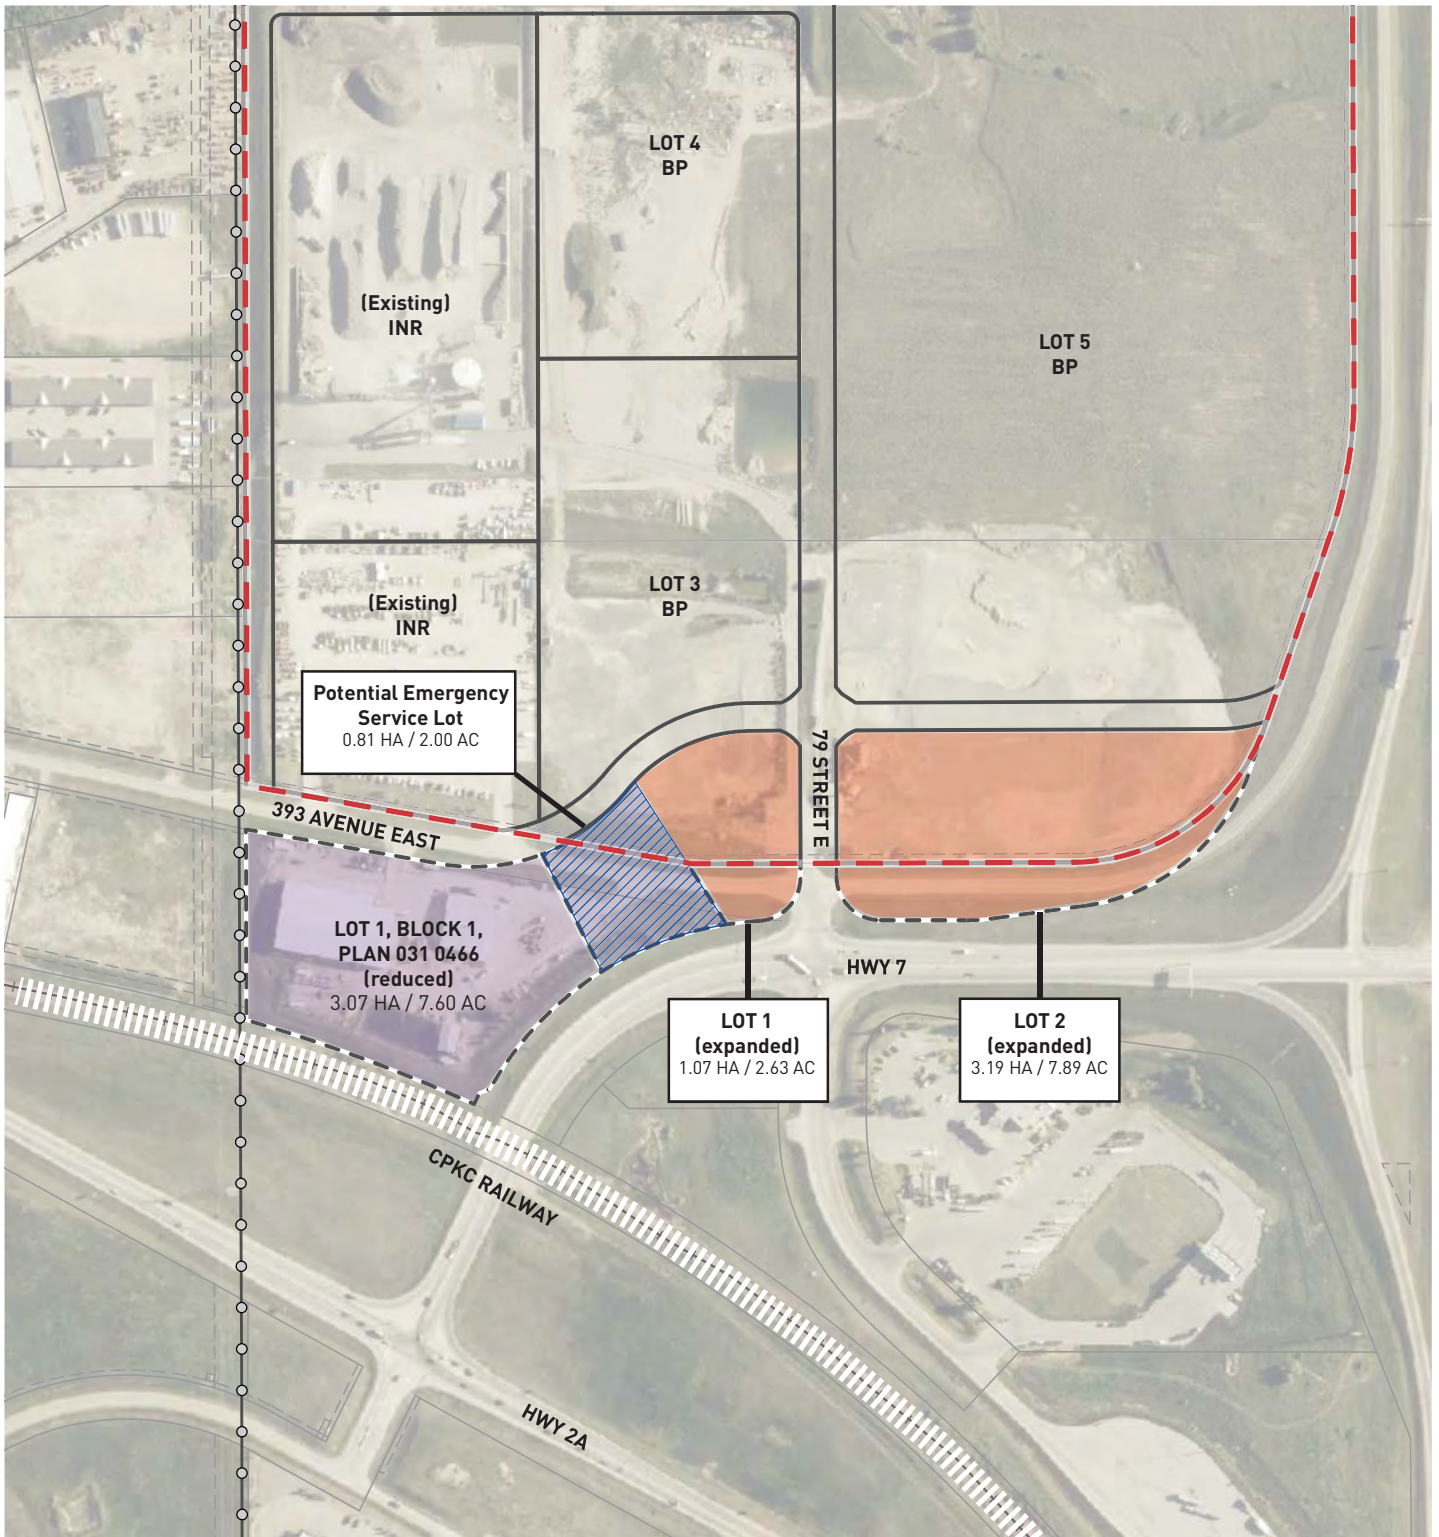 LOT 4
BP
(Existing)
INR
LOT 5
BP
LOT 3
BP
(Existing)
INR
Potential Emergency
Service Lot
0.81 HA / 2.00 AC
79 STREET E
393 AVENUE EAST
LOT 1, BLOCK 1,
PLAN 031 0466
(reduced)
3.07 HA / 7.60 AC
HWY 7
LOT 1
(expanded)
1.07 HA / 2.63 AC
LOT 2
(expanded)
3.19 HA / 7.89 AC
CPKC RAILWAY
HWY 2A